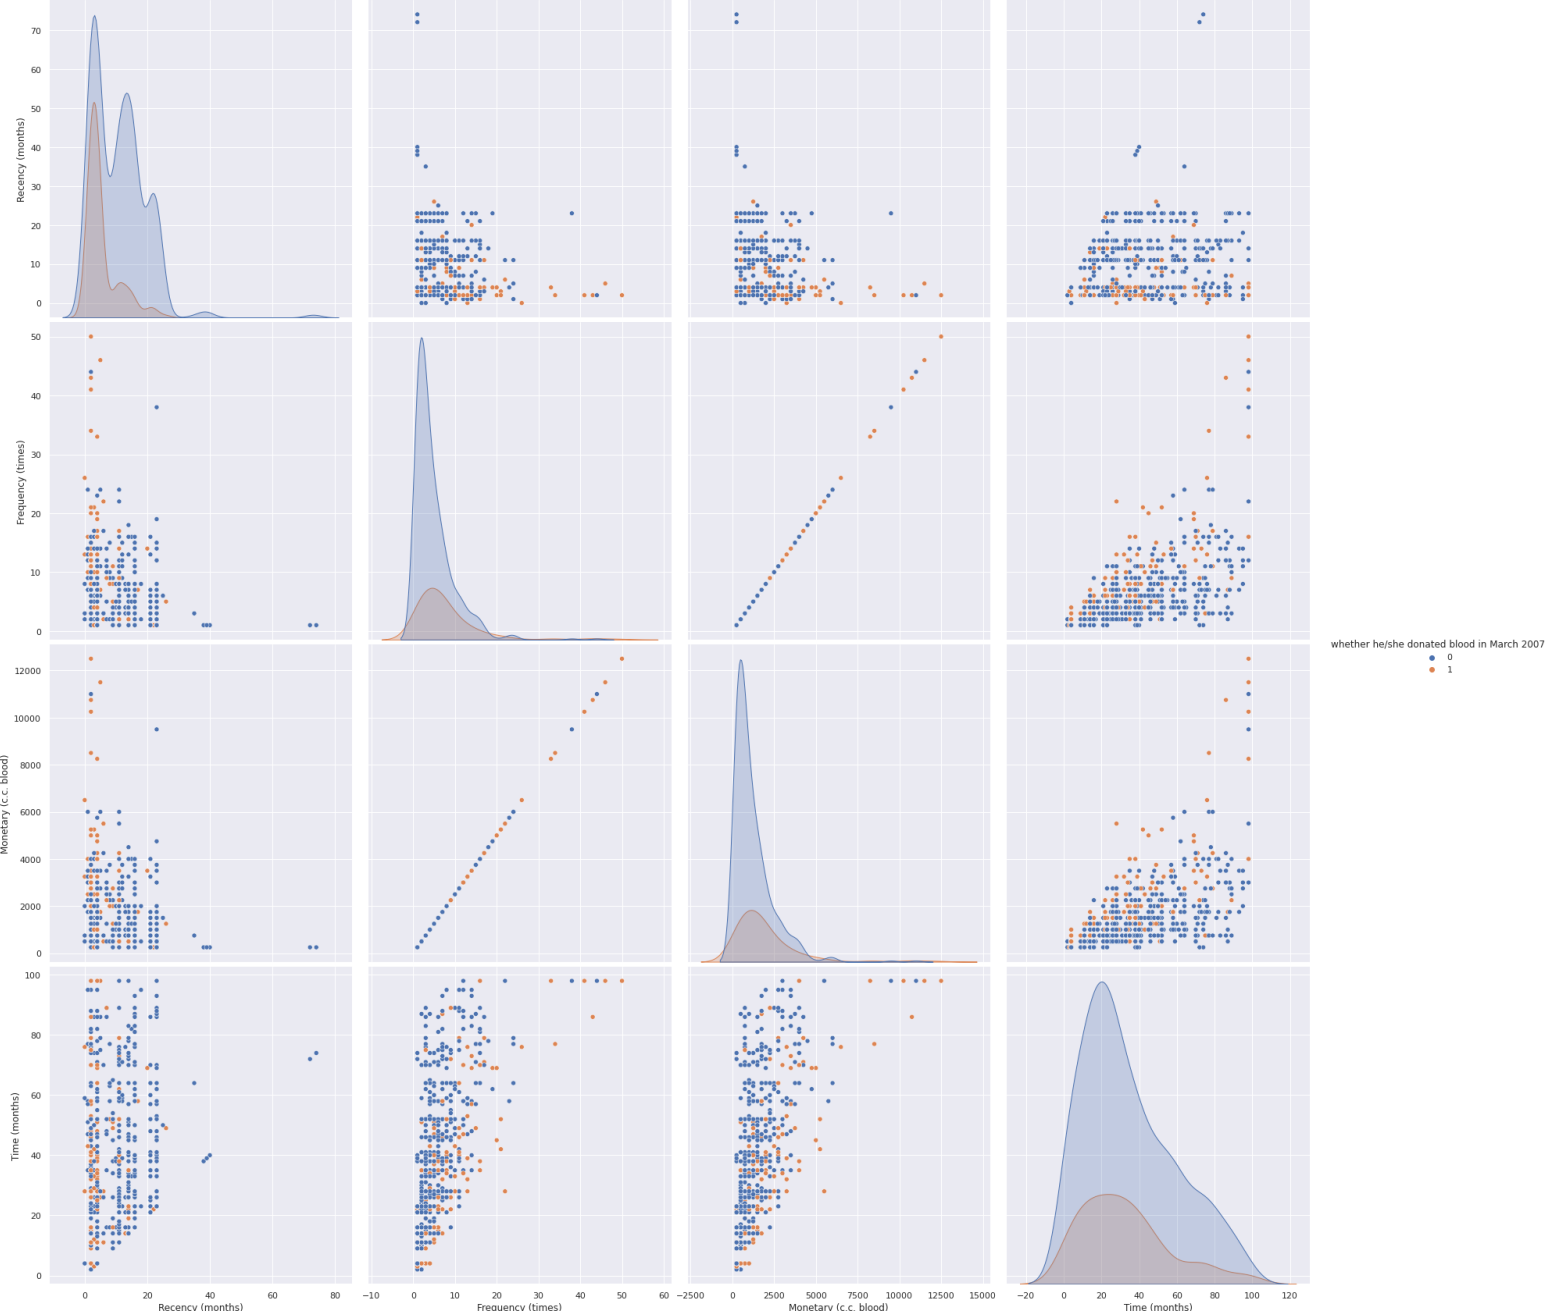 70
60
50
40
30
20
10
0
Recency (months)
50
40
30
20
10
0
Frequency (times)
whether he/she donated blood in March 2007
0
1
12000
10000
8000
6000
4000
2000
0
Monetary (c.c. blood)
100
80
60
40
20
0
Time (months)
0 20 40 60 80
Recency (months)
−10 0 10 20 30 40 50 60
Frequency (times)
−2500 0 2500 5000 7500 10000 12500 15000
Monetary (c.c. blood)
−20 0 20 40 60 80 100 120
Time (months)